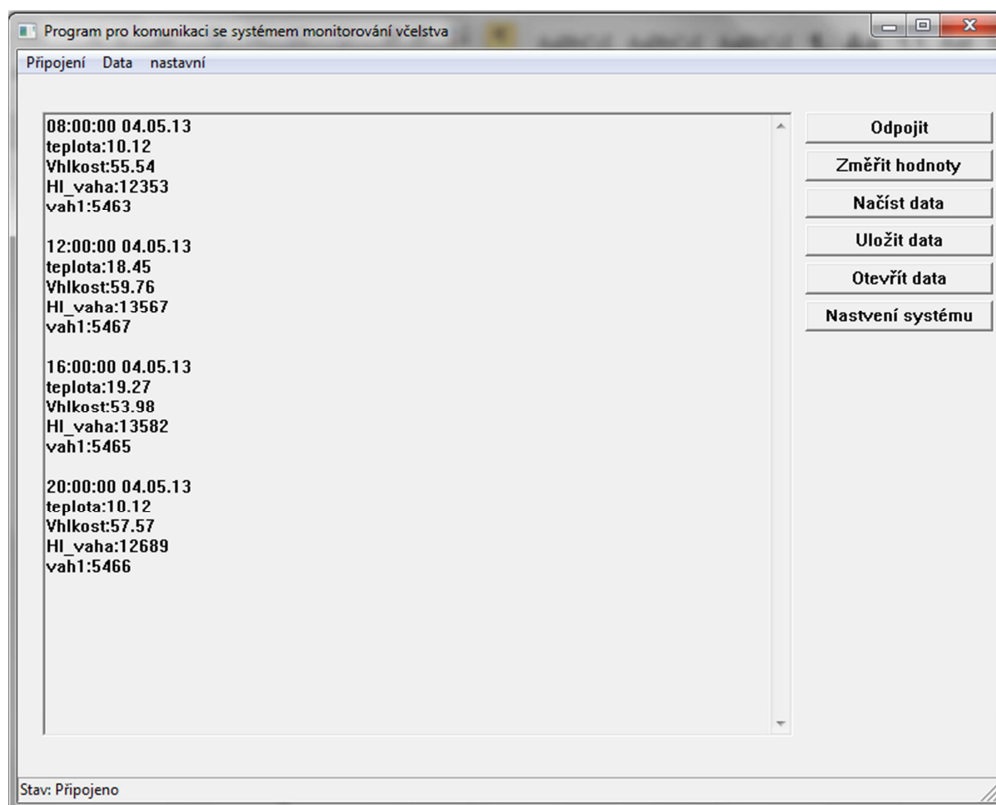 Program pro komunikaci se systémem monitorování včelstva
Připojení Data nastavní
08:00:00 04.05.13
teplota:10.12
Vhlkost:55.54
Hl_vaha:12353
vah1:5463
12:00:00 04.05.13
teplota:18.45
Vhlkost:59.76
Hl_vaha:13567
vah1:5467
16:00:00 04.05.13
teplota:19.27
Vhlkost:53.98
Hl_vaha:13582
vah1:5465
20:00:00 04.05.13
teplota:10.12
Vhlkost:57.57
Hl_vaha:12689
vah1:5466
Odpojit
Změřit hodnoty
Načíst data
Uložit data
Otevřít data
Nastvení systému
Stav: Připojeno